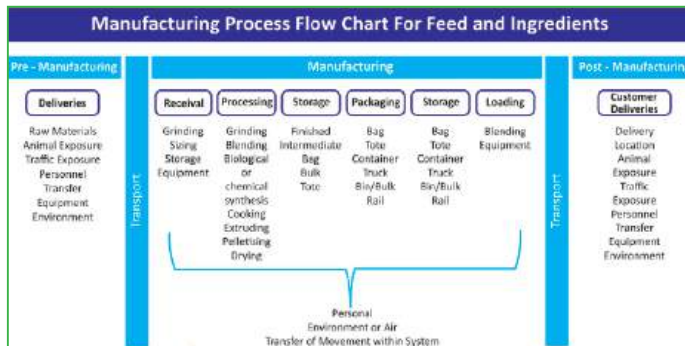 Manufacturing Process Flow Chart For Feed and Ingredients
Pre - Manufacturing
Deliveries
Raw Materials
Animal Exposure
Traffic Exposure
Personnel
Transfer
Equipment
Environment
Transport
Manufacturing
Receival
Grinding
Sizing
Storage
Equipment
Processing
Grinding
Blending
Biological
or
chemical
synthesis
Cooking
Extruding
Pelletising
Drying
Storage
Finished
Intermediate
Bag
Bulk
Tote
Packaging
Bag
Tote
Container
Truck
Bin/Bulk
Rail
Storage
Bag
Tote
Container
Truck
Bin/Bulk
Rail
Loading
Blending
Equipment
Personal
Environment or Air
Transfer of Movement within System
Transport
Post - Manufacturin
Customer
Deliveries
Delivery
Location
Animal
Exposure
Traffic
Exposure
Personnel
Transfer
Equipment
Environment